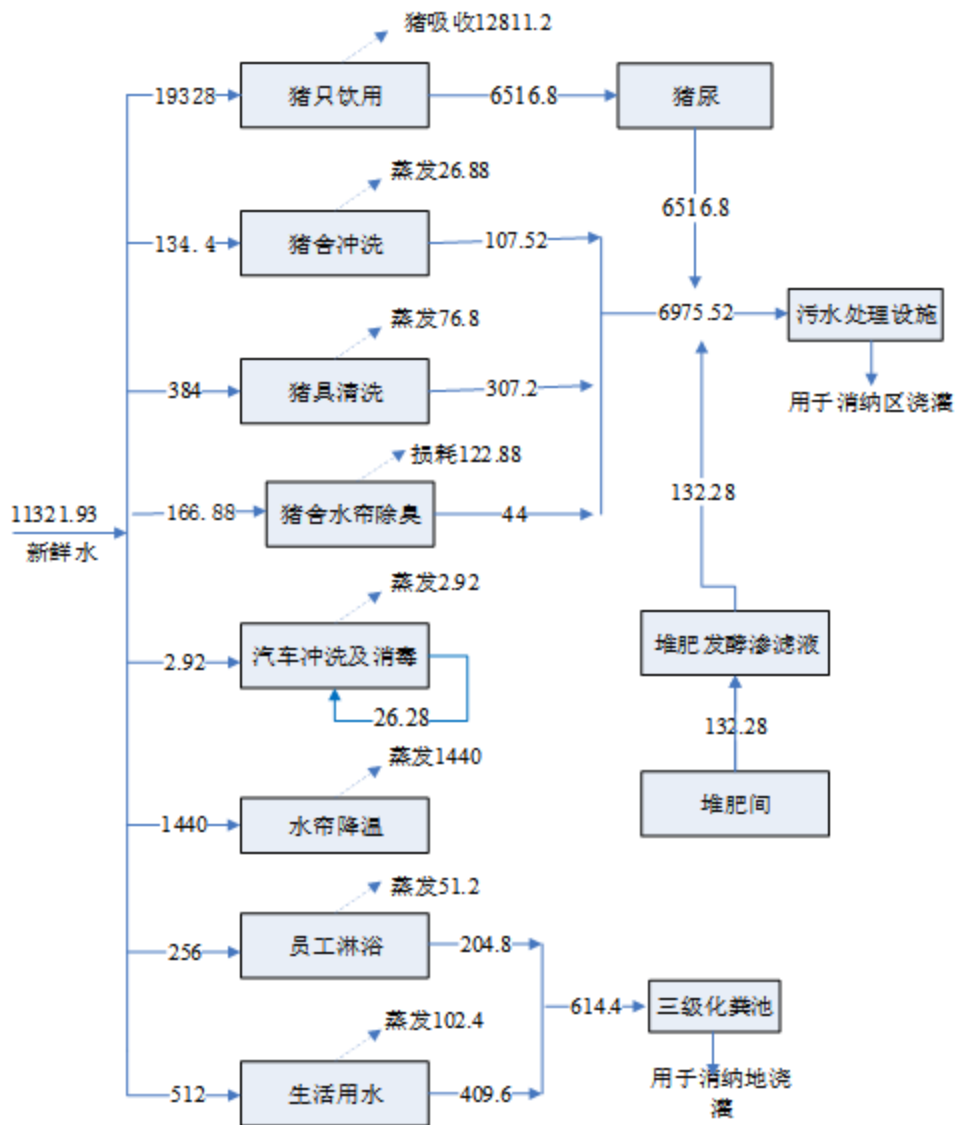 猪吸收12811.2
19328
猪只饮用
6516.8
猪尿
蒸发26.88
6516.8
134. 4
猪舍冲洗
107.52
6975.52
污水处理设施
蒸发76.8
384
猪具清洗
307.2
用于消纳区浇灌
损耗122.88
132.28
11321.93
166. 88
猪舍水帘除臭
44
新鲜水
蒸发2.92
2.92
汽车冲洗及消毒
堆肥发酵渗滤液
26.28
132.28
蒸发1440
1440
水帘降温
堆肥间
蒸发51.2
256
员工淋浴
204.8
614.4
三级化粪池
蒸发102.4
512
生活用水
409.6
用于消纳地浇
灌